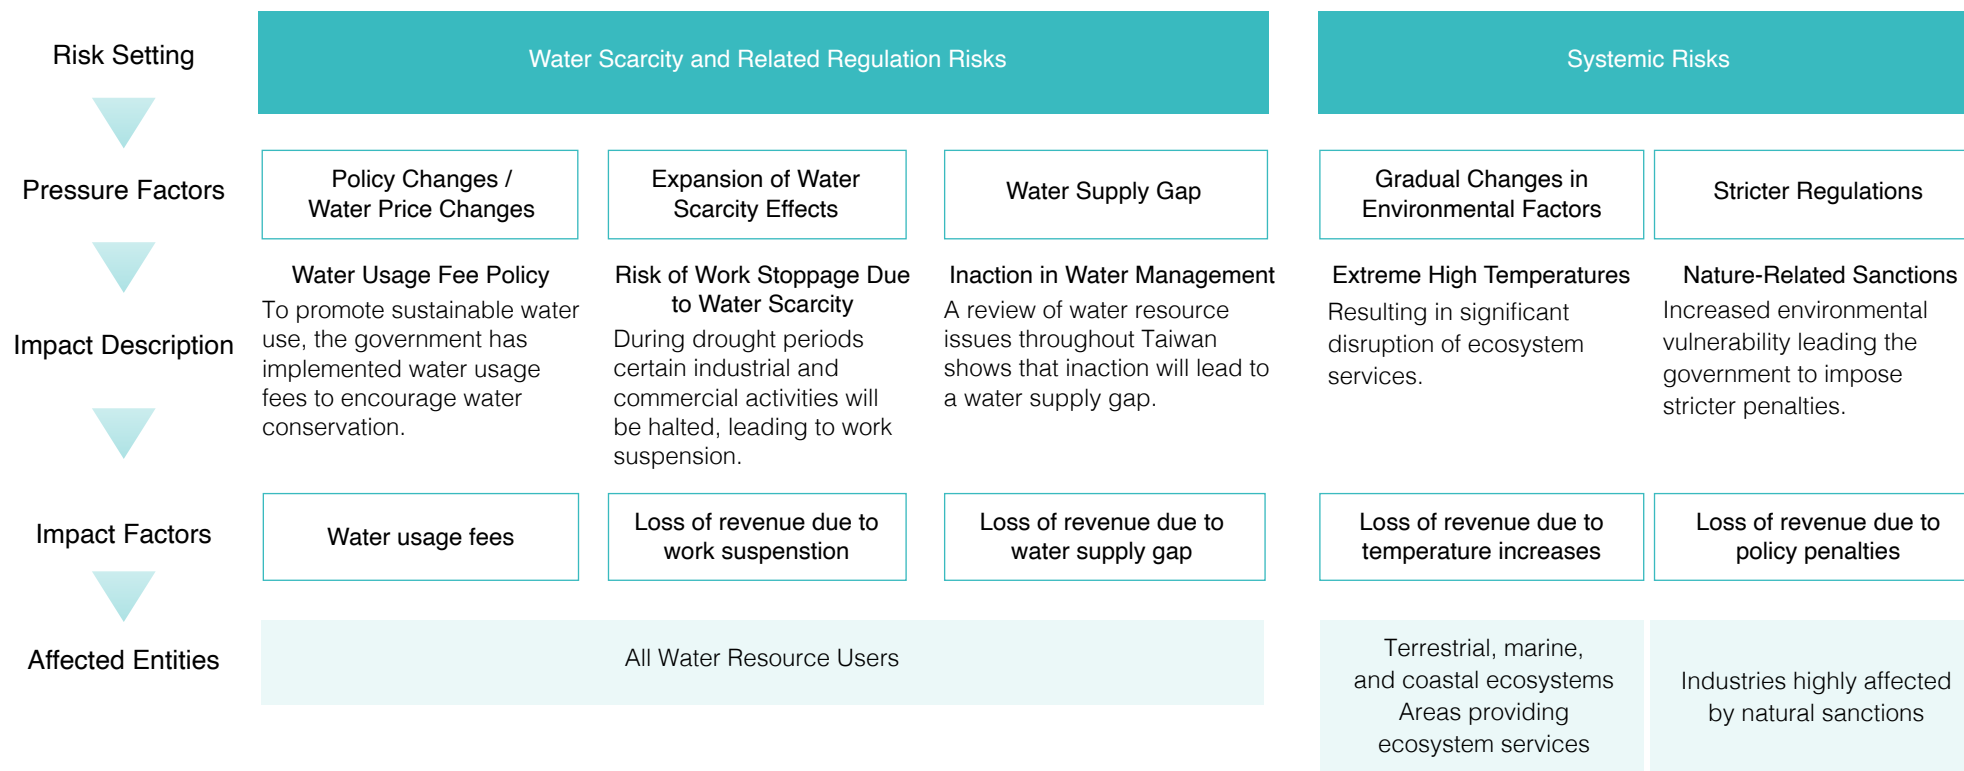 Risk Setting
Water Scarcity and Related Regulation Risks
Systemic Risks
Pressure Factors
Policy Changes /
Water Price Changes
Expansion of Water
Scarcity Effects
Water Supply Gap
Gradual Changes in
Environmental Factors
Stricter Regulations
Impact Description
Water Usage Fee Policy
To promote sustainable water
use, the government has
implemented water usage
fees to encourage water
conservation.
Risk of Work Stoppage Due
to Water Scarcity
During drought periods
certain industrial and
commercial activities will
be halted, leading to work
suspension.
Inaction in Water Management
A review of water resource
issues throughout Taiwan
shows that inaction will lead to
a water supply gap.
Extreme High Temperatures
Resulting in significant
disruption of ecosystem
services.
Nature-Related Sanctions
Increased environmental
vulnerability leading the
government to impose
stricter penalties.
Impact Factors
Water usage fees
Loss of revenue due to
work suspenstion
Loss of revenue due to
water supply gap
Loss of revenue due to
temperature increases
Loss of revenue due to
policy penalties
Affected Entities
All Water Resource Users
Terrestrial, marine,
and coastal ecosystems
Areas providing
ecosystem services
Industries highly affected
by natural sanctions